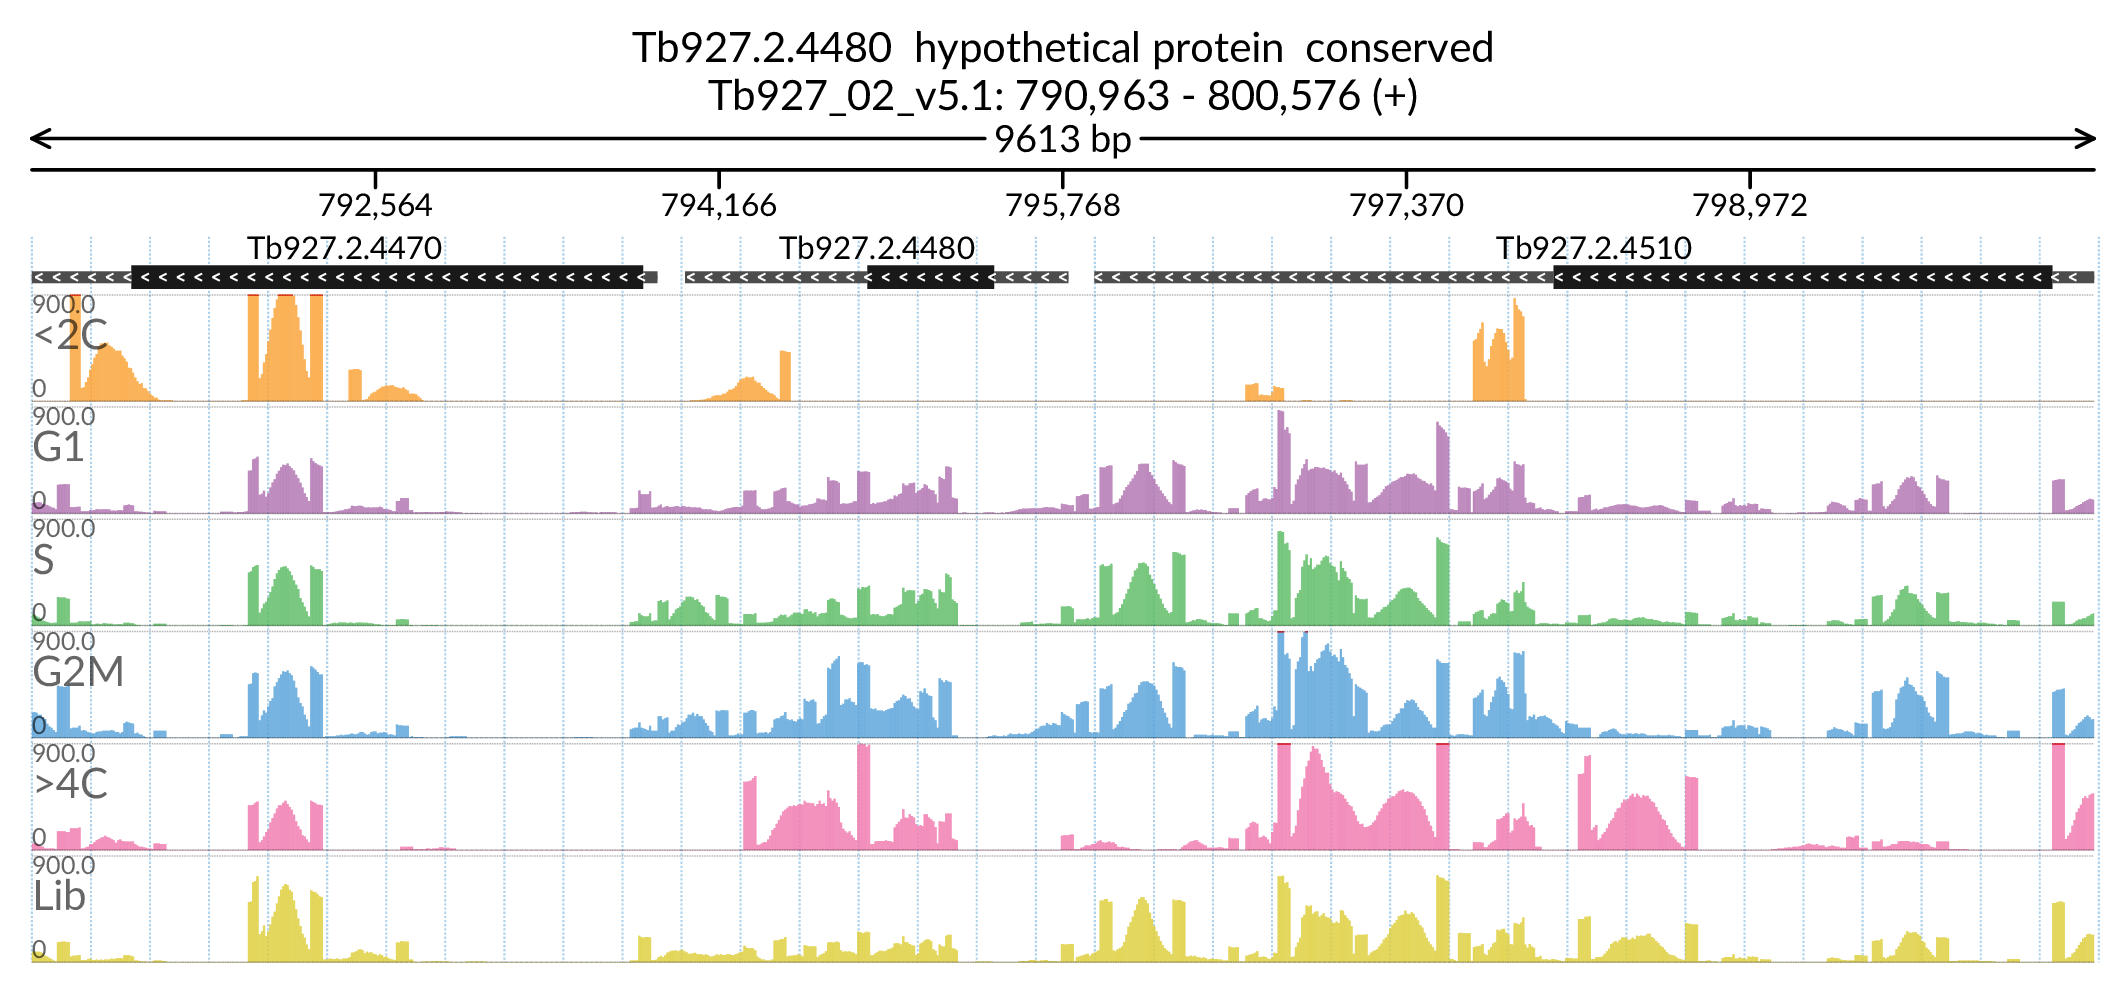 Tb927.2.4480 hypothetical protein conserved
Tb927_02_v5.1: 790,963 - 800,576 (+)
9613 bp
792,564 794,166 795,768 797,370 798,972
Tb927.2.4470 Tb927.2.4480 Tb927.2.4510
900.0
<2C
0
900.0
G1
0
900.0
S
0
900.0
G2M
0
900.0
>4C
0
900.0
Lib
0